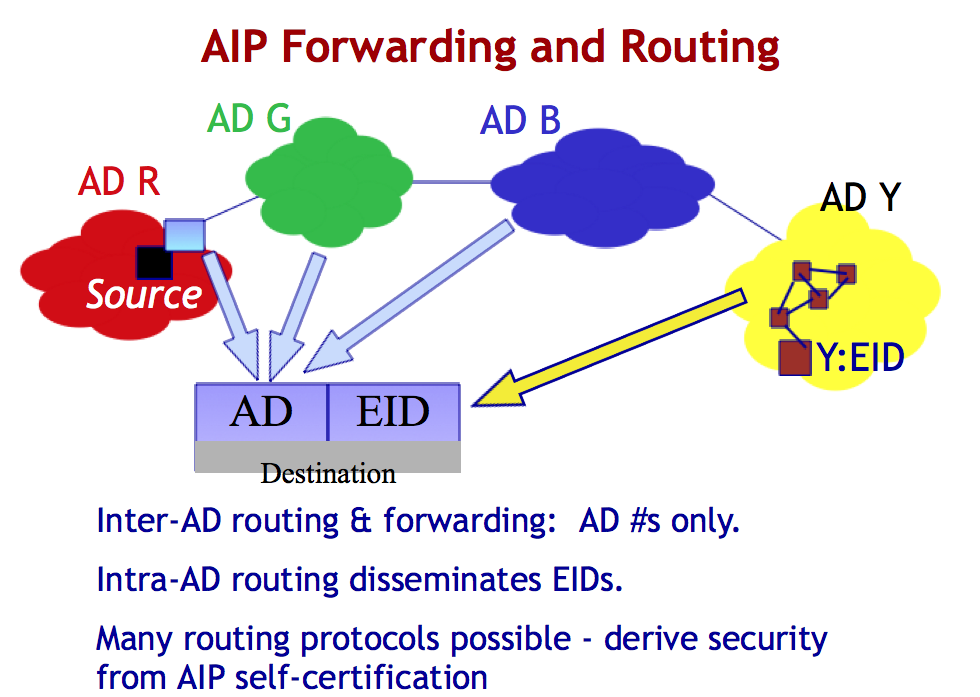 AIP Forwarding and Routing
AD G
AD B
AD R
AD Y
Source
Y:EID
AD
EID
Destination
Inter-AD routing & forwarding: AD #s only.
Intra-AD routing disseminates EIDs.
Many routing protocols possible - derive security
from AIP self-certification